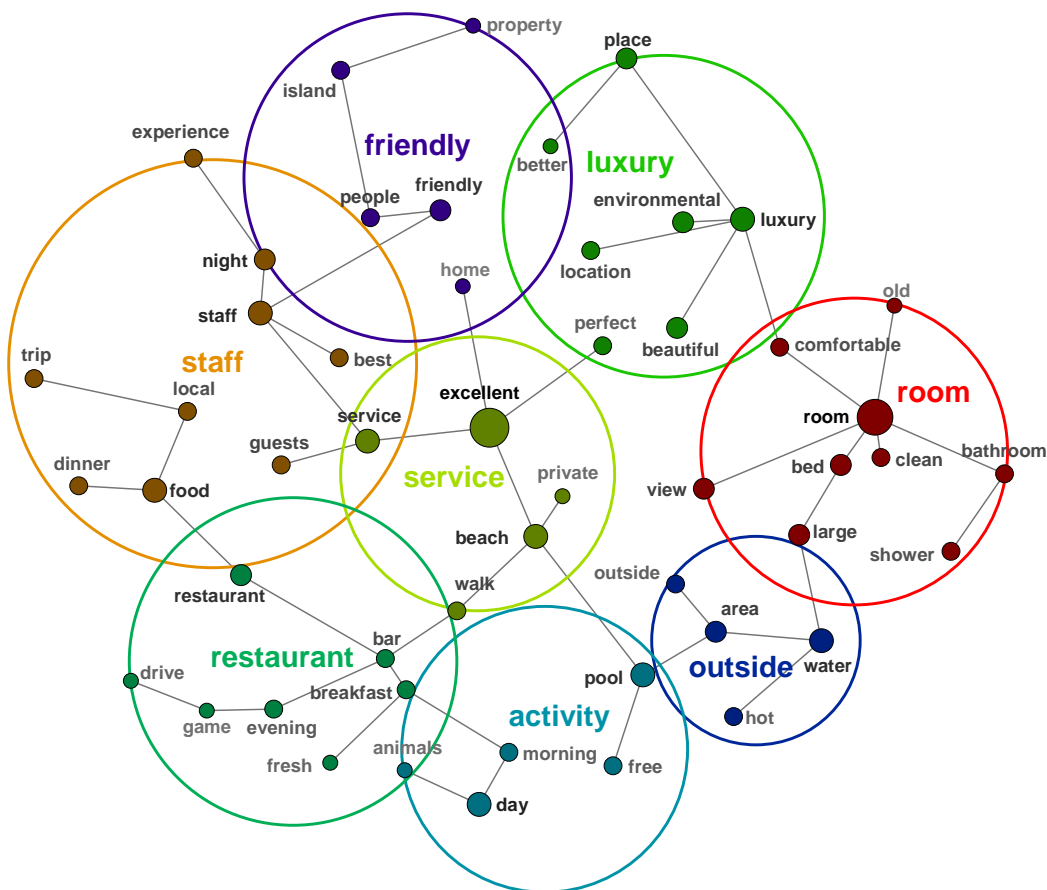 property
place
island
experience
friendly
luxury
better
people
friendly
environmental
luxury
night
home
location
old
staff
perfect
beautiful
comfortable
trip
staff
best
local
excellent
room
room
service
guests
bathroom
dinner
private
bed
clean
service
view
food
beach
large
shower
walk
outside
restaurant
area
bar
restaurant
outside
water
drive
breakfast
pool
activity
game
evening
hot
animals
morning
fresh
free
day